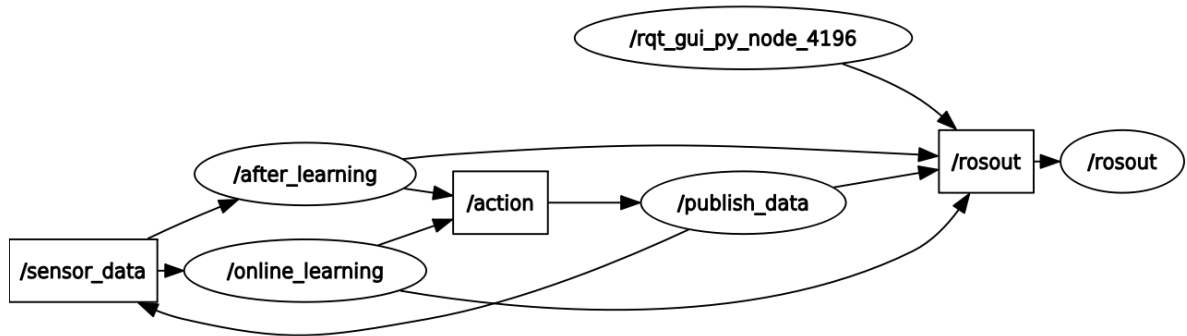 /rqt_gui_py_node_4196
/after_learning
/rosout
/rosout
/action
/publish_data
/sensor_data
/online_learning